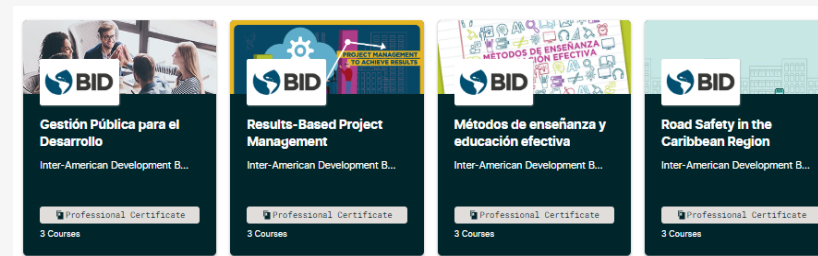 BID
Gestión Pública para el
Desarrollo
Inter-American Development B...
Professional Certificate
3 Courses
PROJECT MANAGEMENT
TO ACHIEVE RESULTS
BID
Results-Based Project
Management
Inter-American Development B...
Professional Certificate
3 Courses
MÉTODOS DE ENSEÑANZA
ION EFECTIVA
BID
Métodos de enseñanza y
educación efectiva
Inter-American Development B...
Professional Certificate
3 Courses
BID
Road Safety in the
Caribbean Region
Inter-American Development B...
Professional Certificate
3 Courses